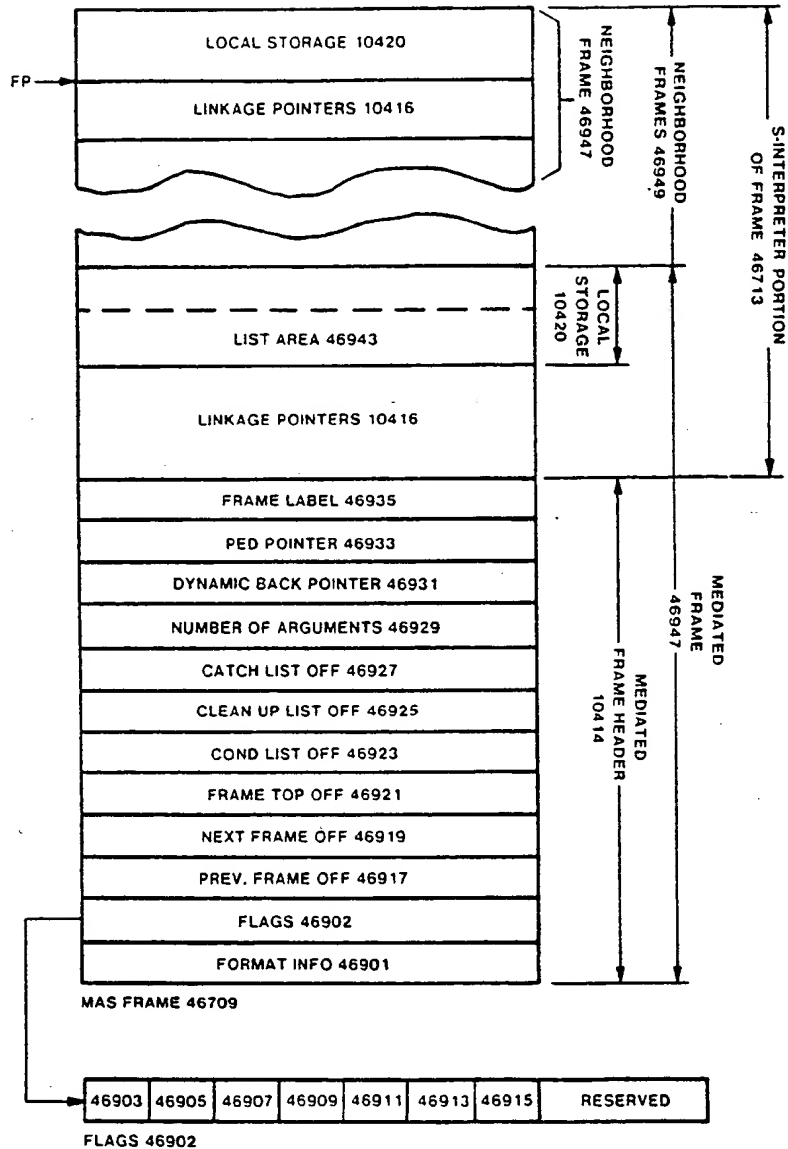 LOCAL STORAGE 10420
FP
LINKAGE POINTERS 10416
NEIGHBORHOOD
FRAME 46947
NEIGHBORHOOD
FRAMES 46949
S-INTERPRETER PORTION
OF FRAME 46713
LIST AREA 46943
LOCAL
STORAGE
10420
LINKAGE POINTERS 10416
FRAME LABEL 46935
PED POINTER 46933
DYNAMIC BACK POINTER 46931
NUMBER OF ARGUMENTS 46929
CATCH LIST OFF 46927
CLEAN UP LIST OFF 46925
COND LIST OFF 46923
FRAME TOP OFF 46921
NEXT FRAME OFF 46919
PREV. FRAME OFF 46917
FLAGS 46902
FORMAT INFO 46901
MEDIATED
FRAME HEADER
10414
MEDIATED
FRAME
46947
MAS FRAME 46709
46903 46905 46907 46909 46911 46913 46915 RESERVED
FLAGS 46902